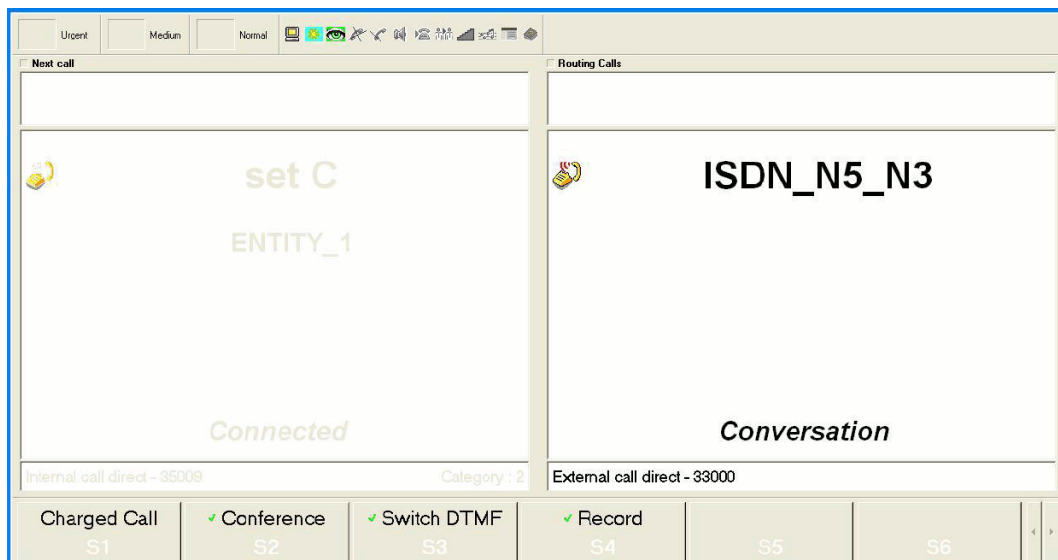 Urgent Medium Normal
Next call Routing Calls
set C ISDN_N5_N3
ENTITY_1
Connected Conversation
Internal call direct - 35009 Category : 2 External call direct - 33000
Charged Call Conference Switch DTMF Record
S1 S2 S3 S4 S5 S6